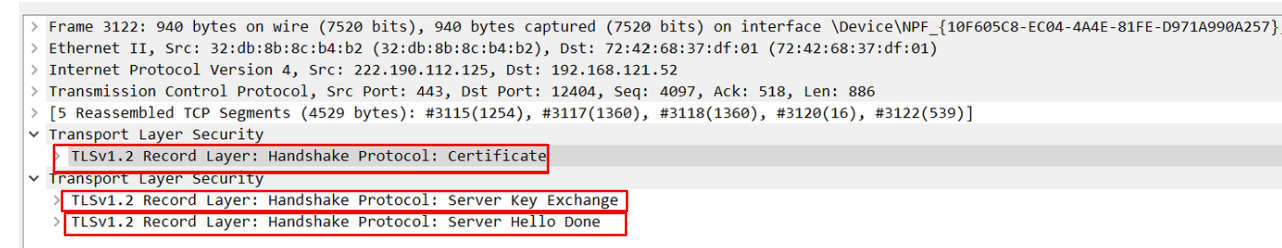 Frame 3122: 940 bytes on wire (7520 bits), 940 bytes captured (7520 bits) on interface \Device\NPF_{10F605C8-EC04-4A4E-81FE-D971A990A257},
Ethernet II, Src: 32:db:8b:8c:b4:b2 (32:db:8b:8c:b4:b2), Dst: 72:42:68:37:df:01 (72:42:68:37:df:01)
Internet Protocol Version 4, Src: 222.190.112.125, Dst: 192.168.121.52
Transmission Control Protocol, Src Port: 443, Dst Port: 12404, Seq: 4097, Ack: 518, Len: 886
[5 Reassembled TCP Segments (4529 bytes): #3115(1254), #3117(1360), #3118(1360), #3120(16), #3122(539)]
Transport Layer Security
TLSv1.2 Record Layer: Handshake Protocol: Certificate
Transport Layer Security
TLSv1.2 Record Layer: Handshake Protocol: Server Key Exchange
TLSv1.2 Record Layer: Handshake Protocol: Server Hello Done